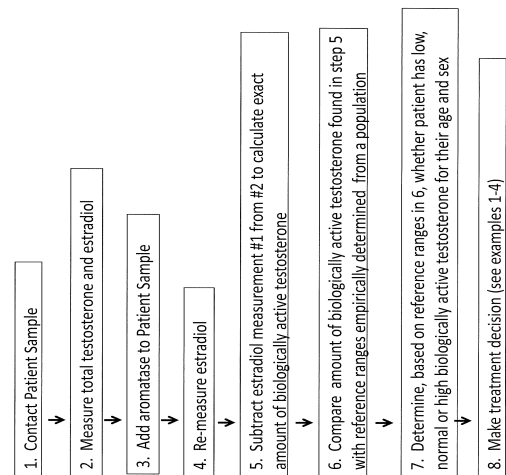 1. Contact Patient Sample
2. Measure total testosterone and estradiol
3. Add aromatase to Patient Sample
4. Re-measure estradiol
5. Subtract estradiol measurement #1 from #2 to calculate exact
amount of biologically active testosterone
6. Compare amount of biologically active testosterone found in step 5
with reference ranges empirically determined from a population
7. Determine, based on reference ranges in 6, whether patient has low,
normal or high biologically active testosterone for their age and sex
8. Make treatment decision (see examples 1-4)